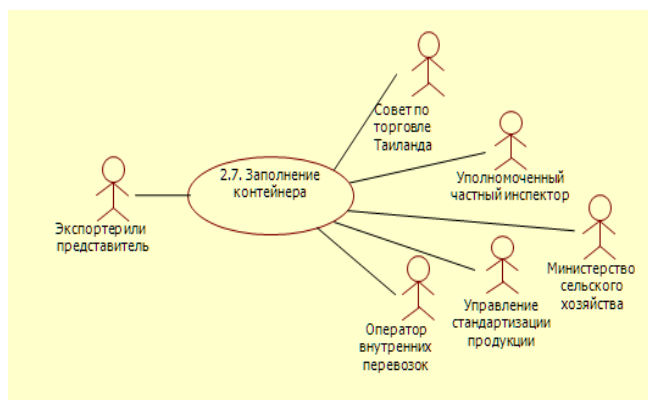 Совет по
торговле
Таиланда
2.7. Заполнение
контейнера
Уполномоченный
частный инспектор
Экспортер или
представитель
Министерство
сельского
хозяйства
Управление
стандартизации
продукции
Оператор
внутренних
перевозок